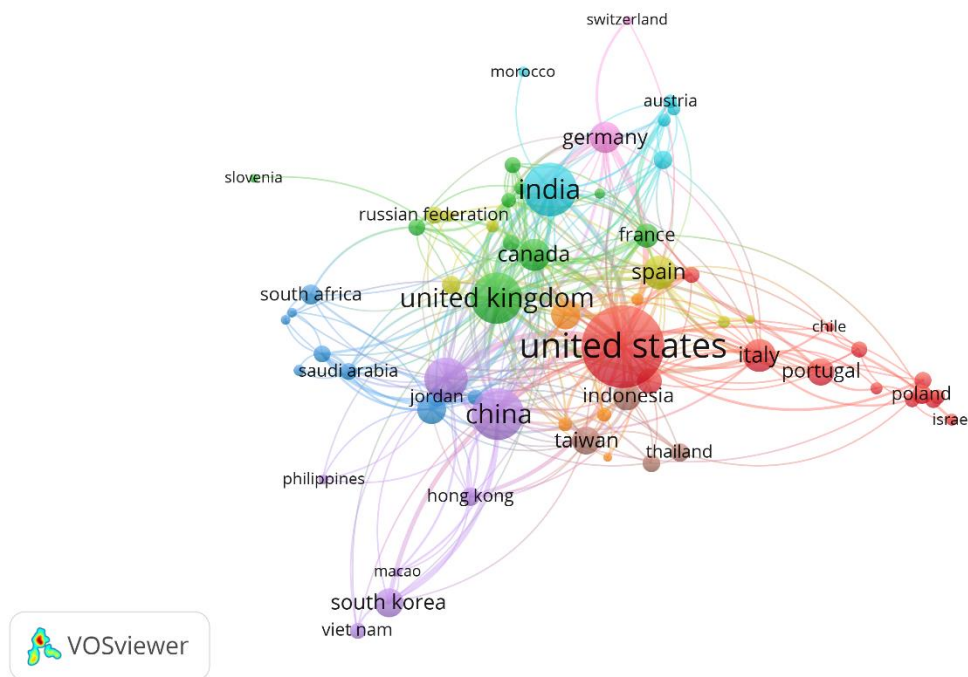 switzerland
morocco
austria
germany
slovenia
india
russian federation
france
canada
spain
south africa
united kingdom
chile
united states
italy
saudi arabia
portugal
jordan
indonesia
poland
china
israe
taiwan
thailand
philippines
hong kong
macao
south korea
viet nam
VOSviewer